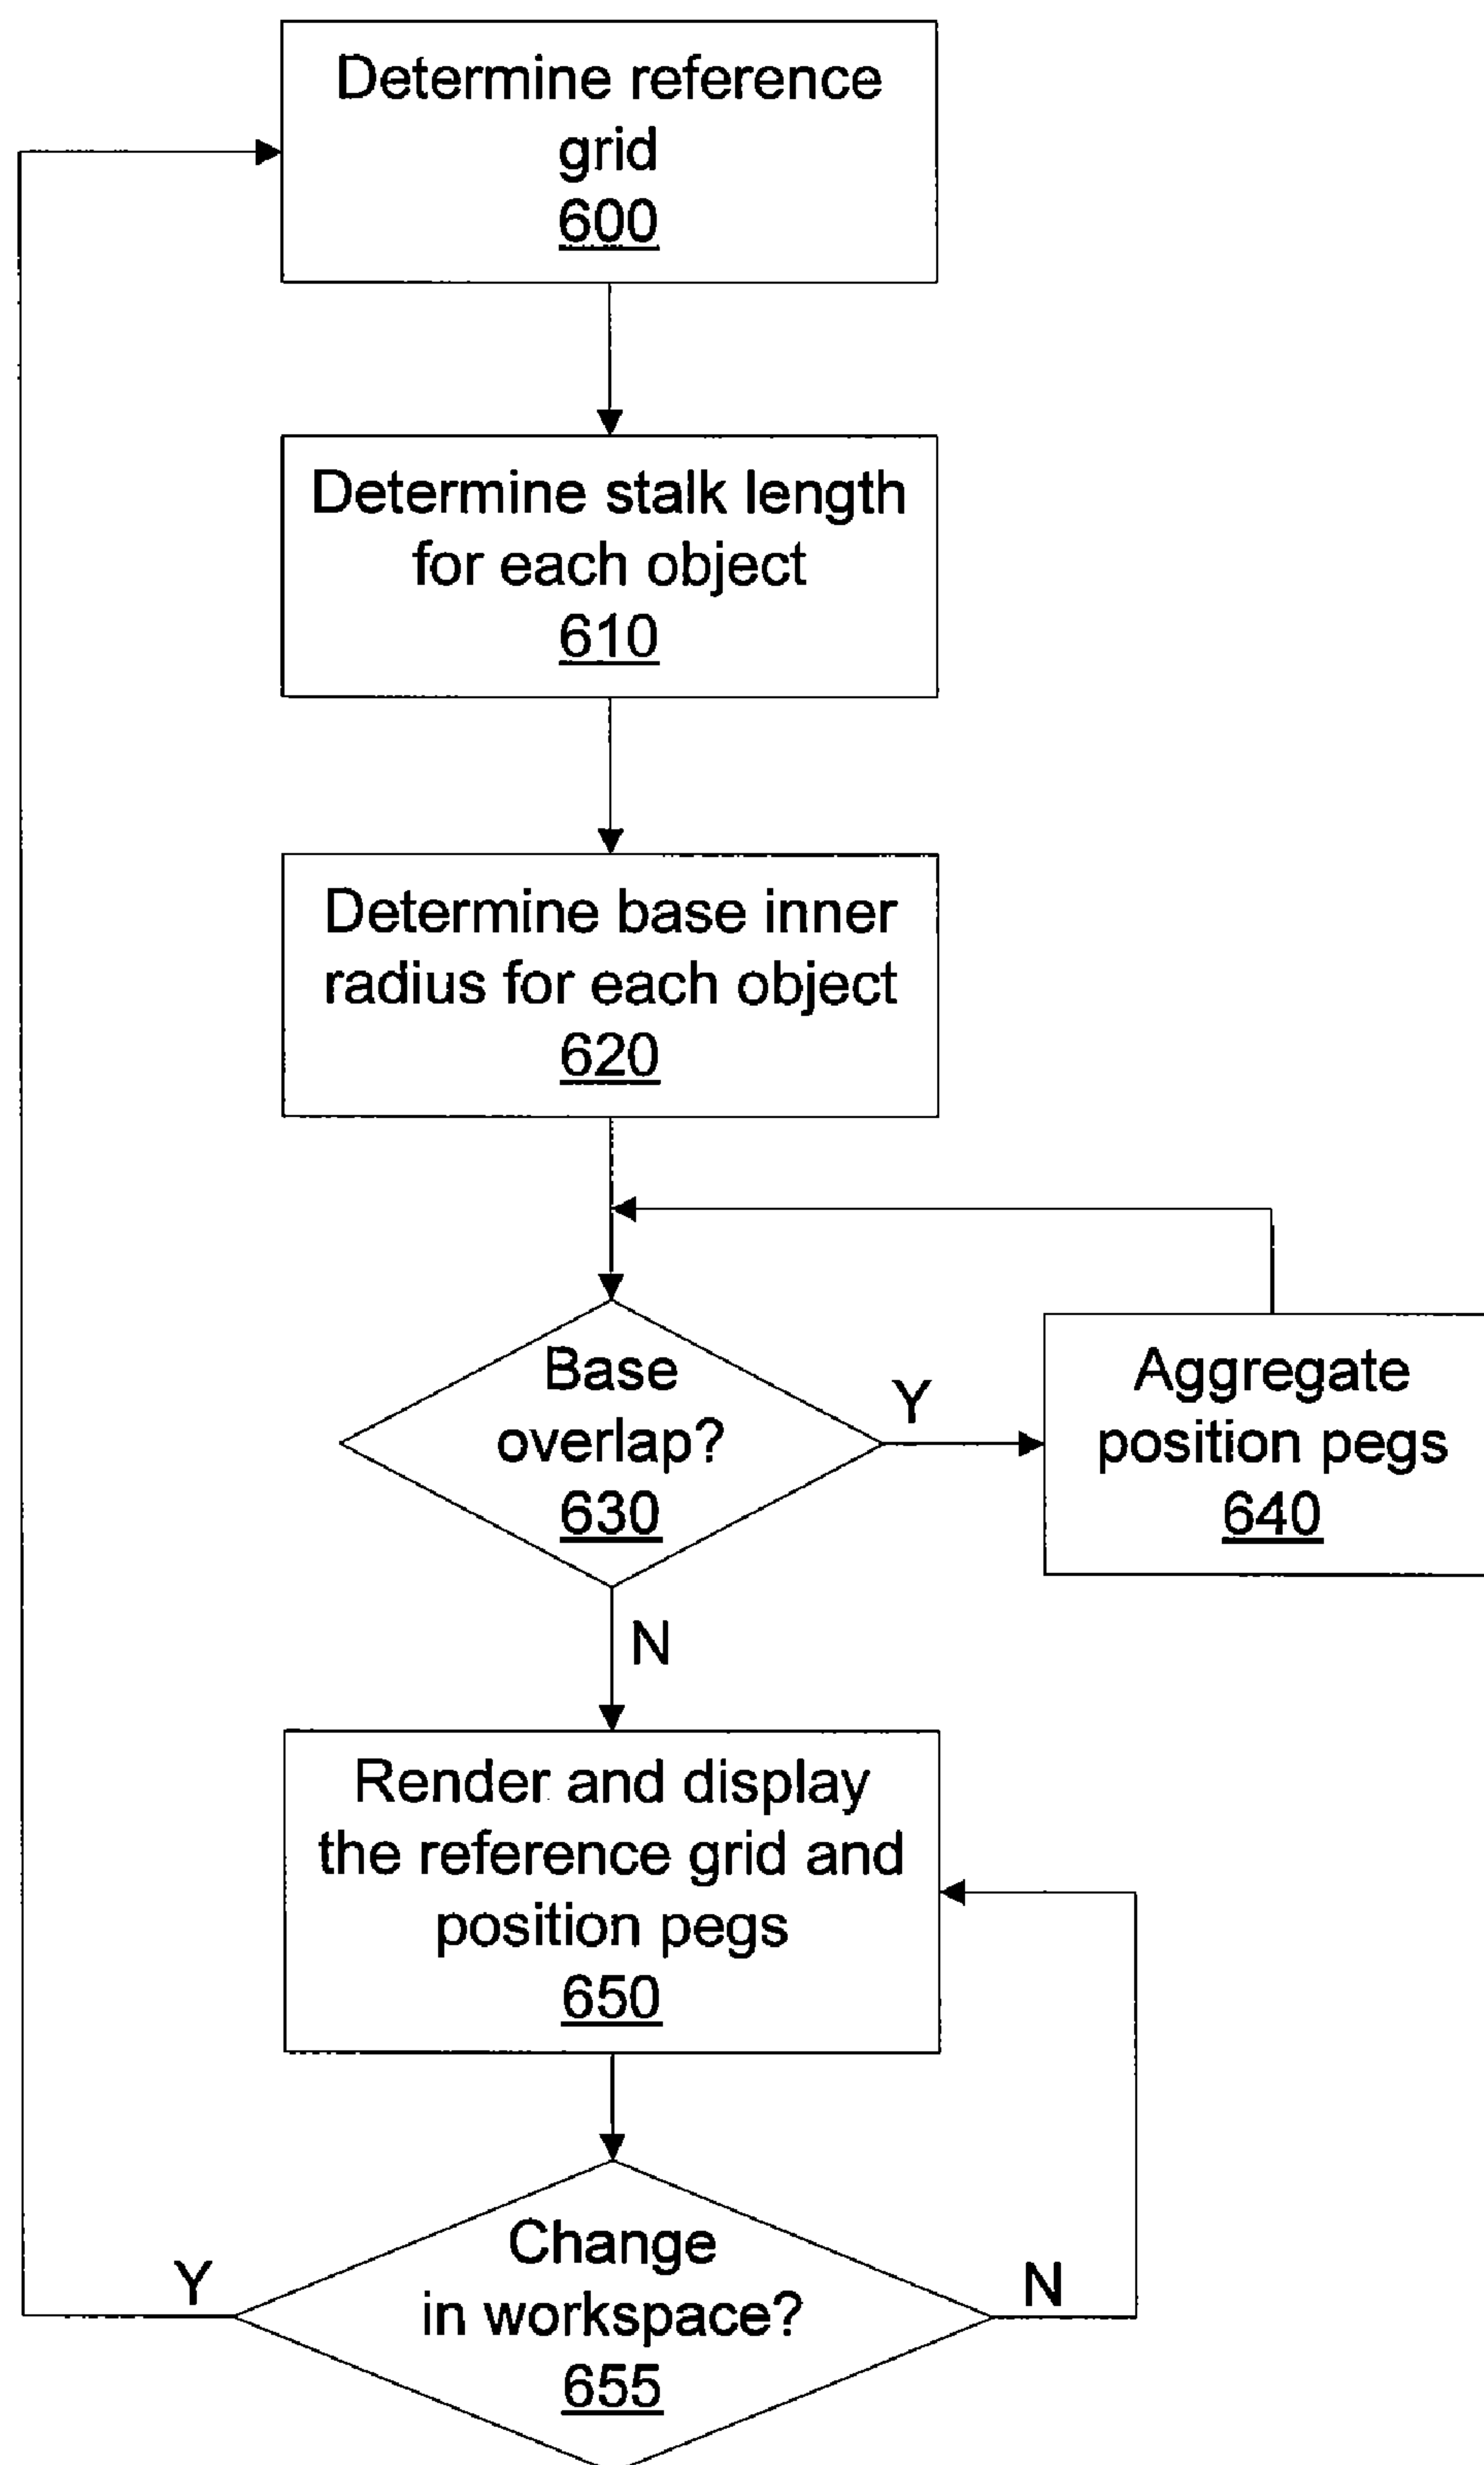 Determine reference
grid
600
Determine stalk length
for each object
610
Determine base inner
radius for each object
620
Base
overlap?
630
Y
Aggregate
position pegs
640
N
Render and display
the reference grid and
position pegs
650
Change
in workspace?
655
Y
N